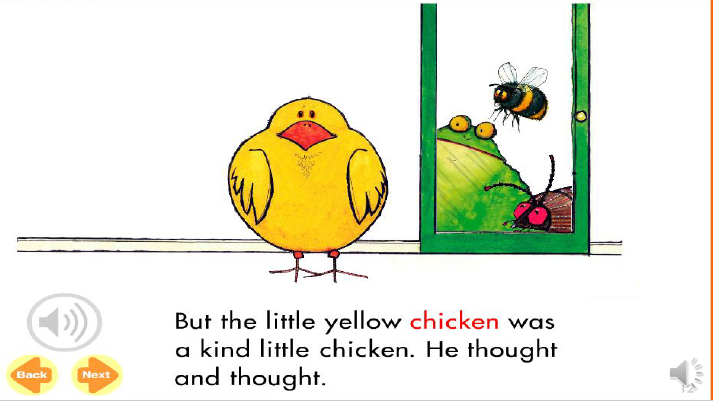 But the little yellow chicken was
a kind little chicken. He thought
and thought.
Back
Next